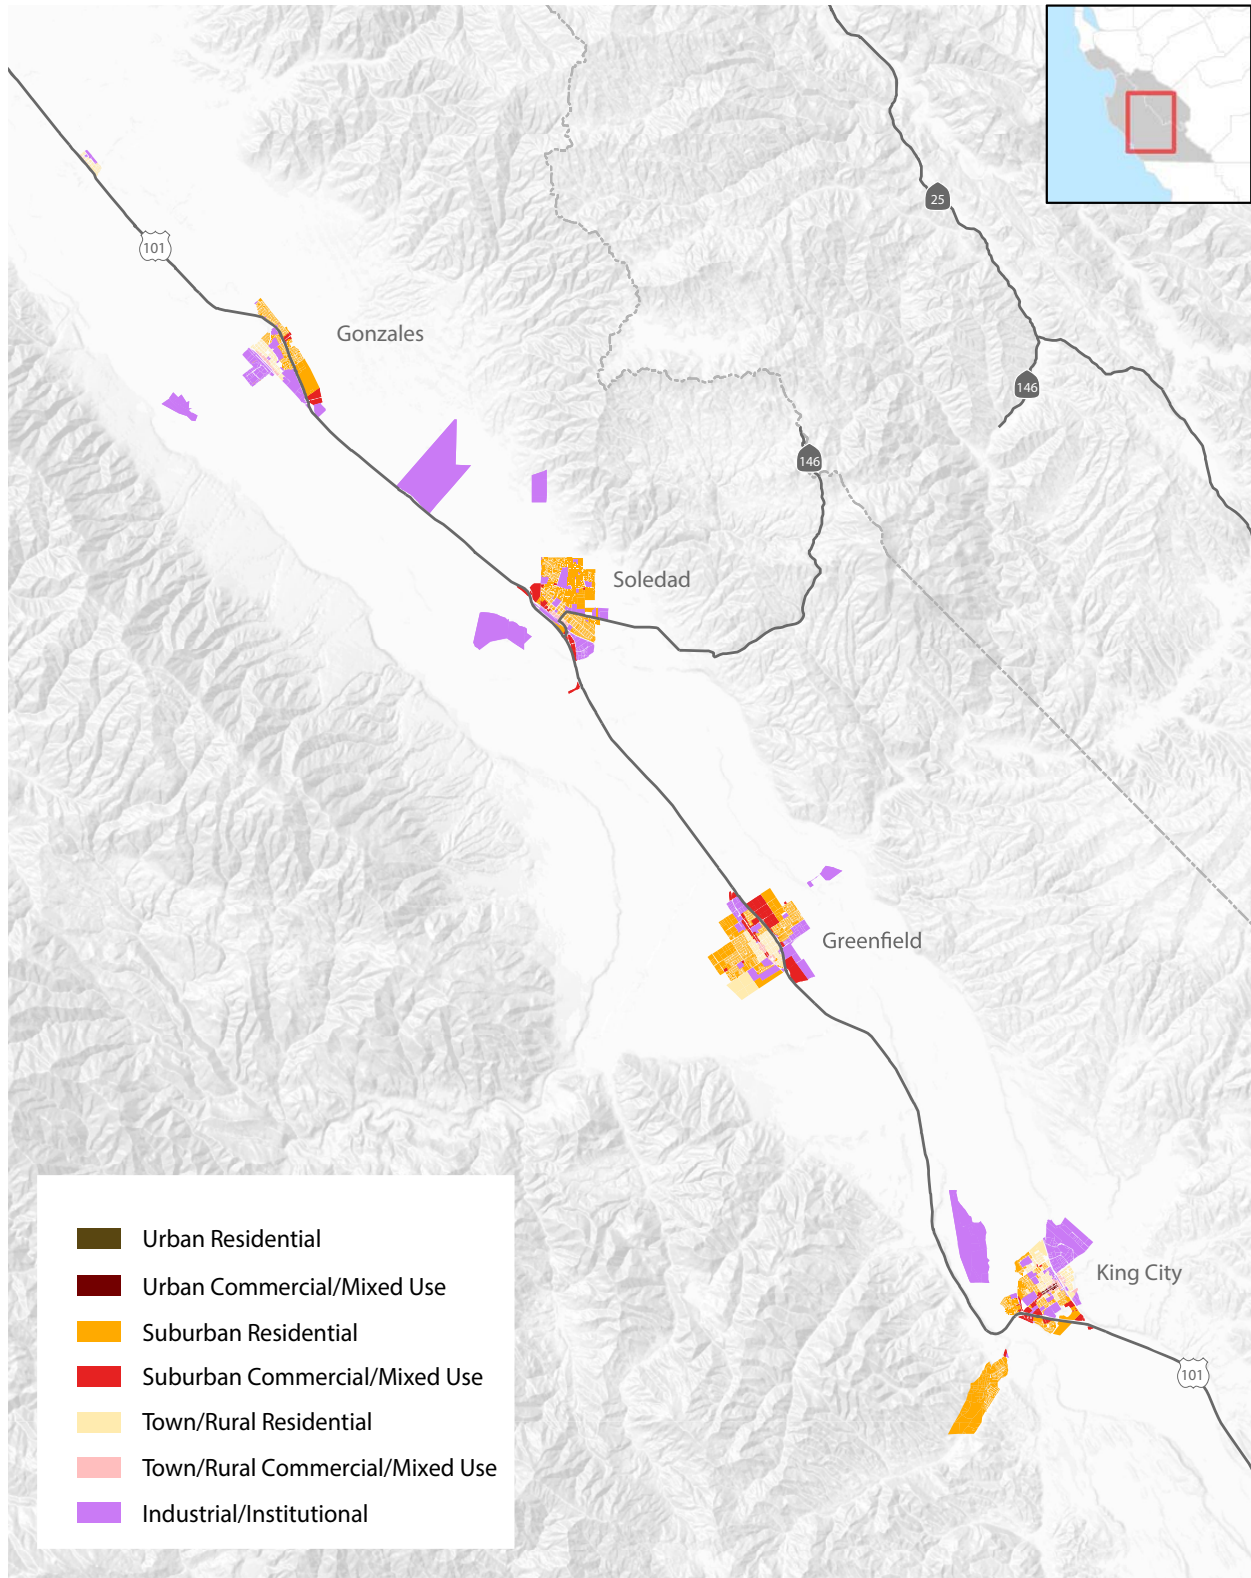 25
101
Gonzales
146
146
Soledad
Greenfield
King City
101
Urban Residential
Urban Commercial/Mixed Use
Suburban Residential
Suburban Commercial/Mixed Use
Town/Rural Residential
Town/Rural Commercial/Mixed Use
Industrial/Institutional